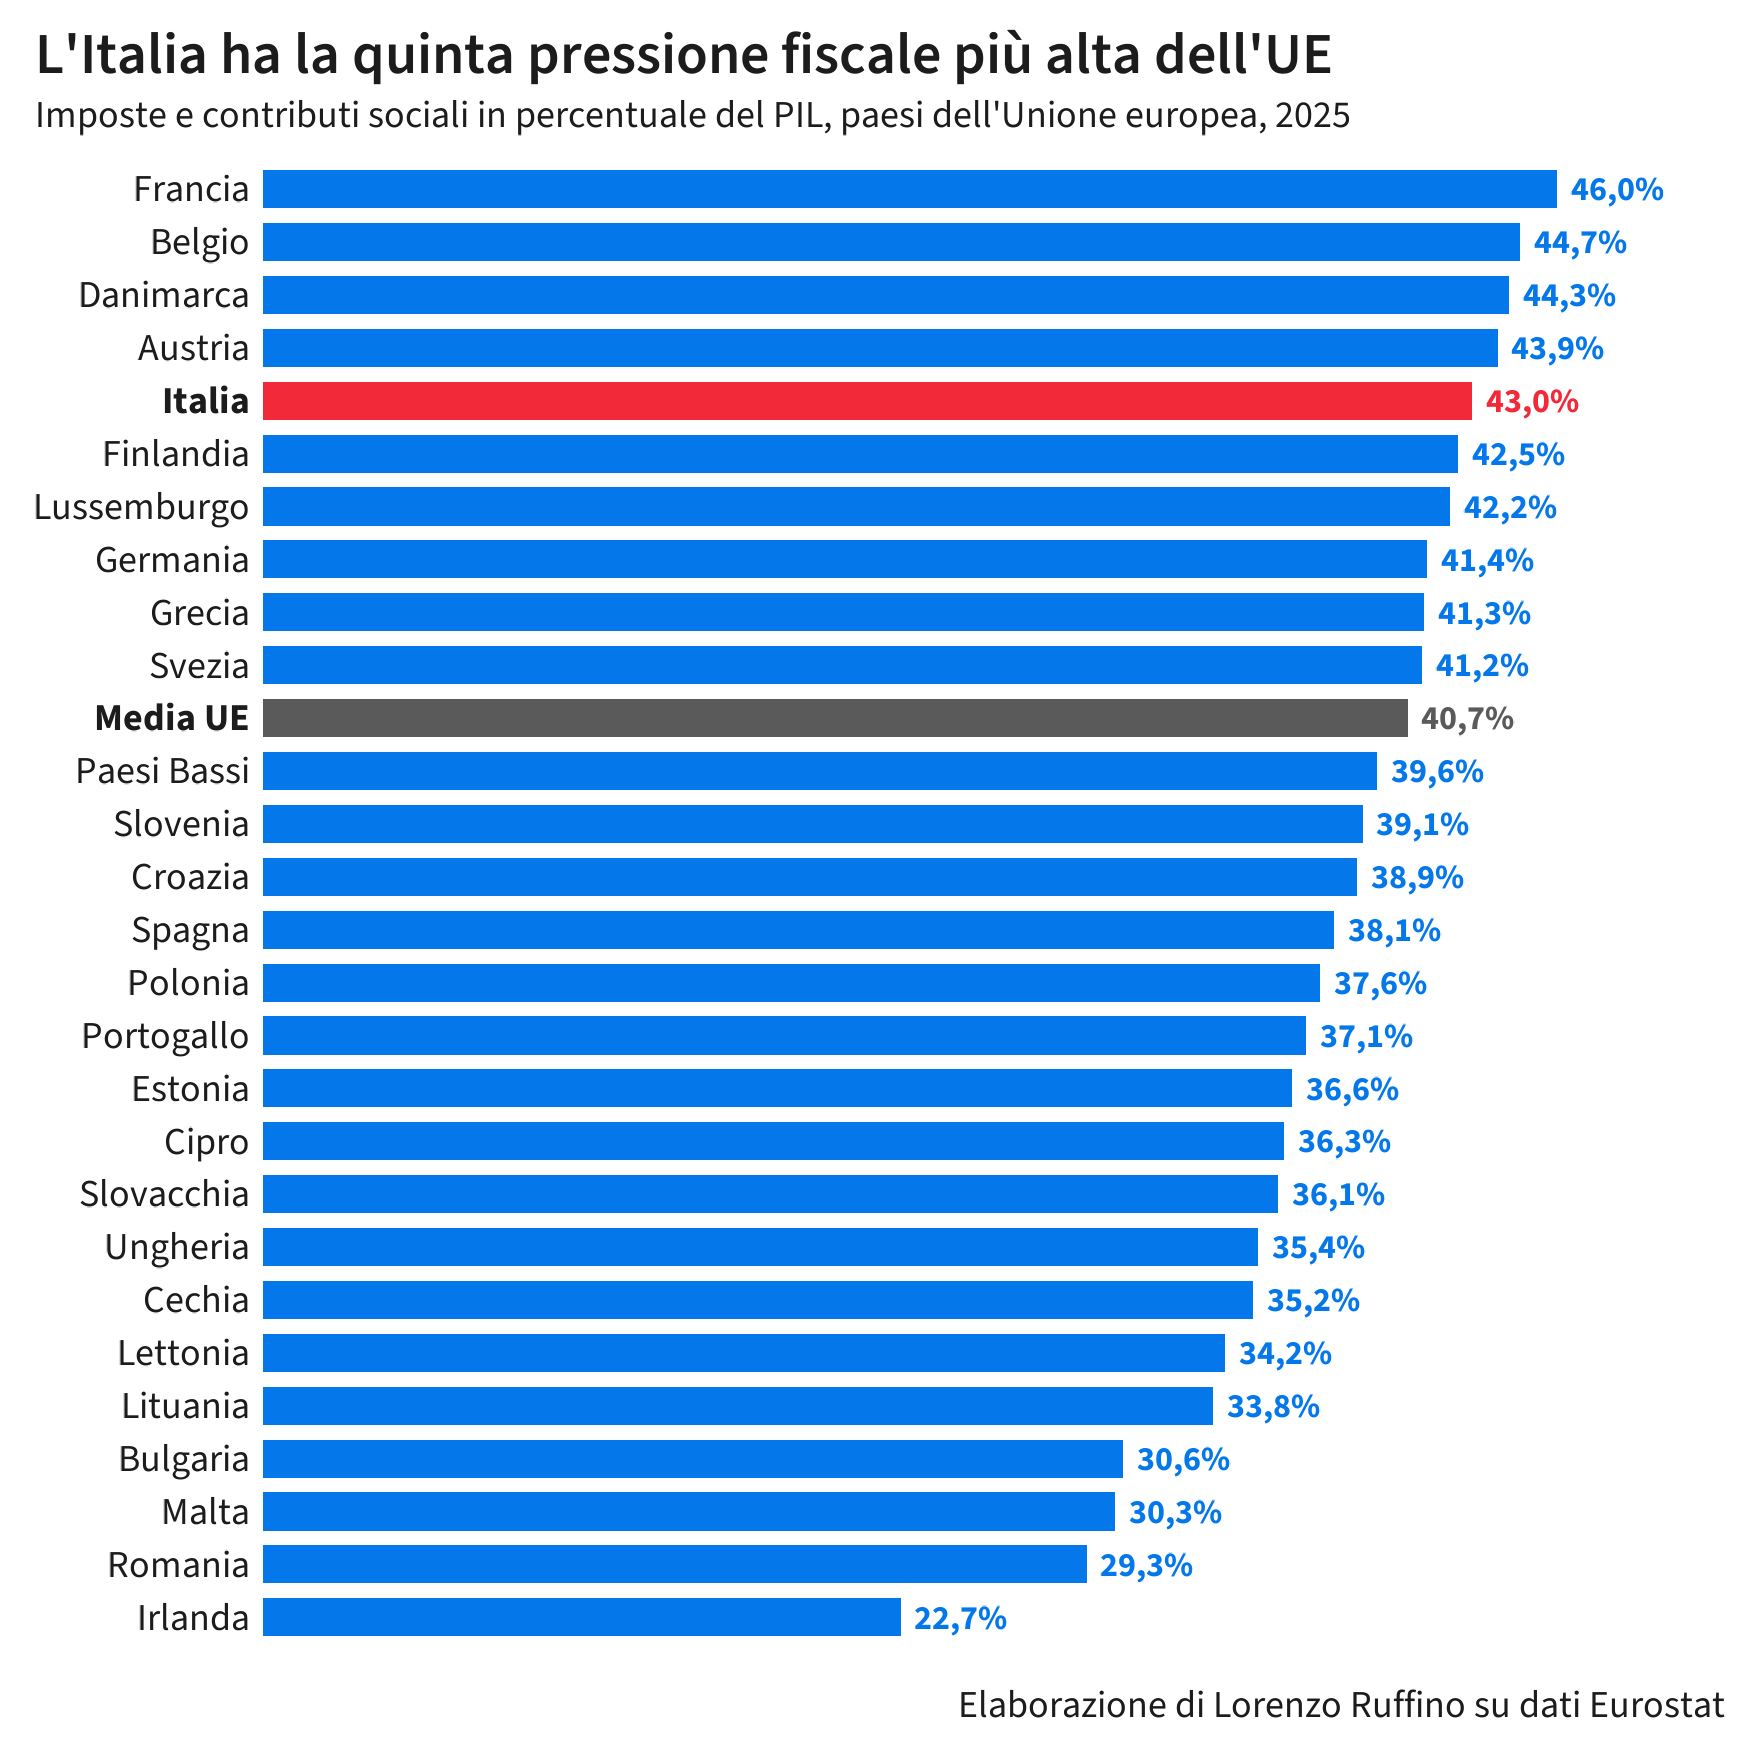 L'Italia ha la quinta pressione fiscale più alta dell'UE
Imposte e contributi sociali in percentuale del PIL, paesi dell'Unione europea, 2025
Francia 46,0%
Belgio 44,7%
Danimarca 44,3%
Austria 43,9%
Italia 43,0%
Finlandia 42,5%
Lussemburgo 42,2%
Germania 41,4%
Grecia 41,3%
Svezia 41,2%
Media UE 40,7%
Paesi Bassi 39,6%
Slovenia 39,1%
Croazia 38,9%
Spagna 38,1%
Polonia 37,6%
Portogallo 37,1%
Estonia 36,6%
Cipro 36,3%
Slovacchia 36,1%
Ungheria 35,4%
Cechia 35,2%
Lettonia 34,2%
Lituania 33,8%
Bulgaria 30,6%
Malta 30,3%
Romania 29,3%
Irlanda 22,7%
Elaborazione di Lorenzo Ruffino su dati Eurostat